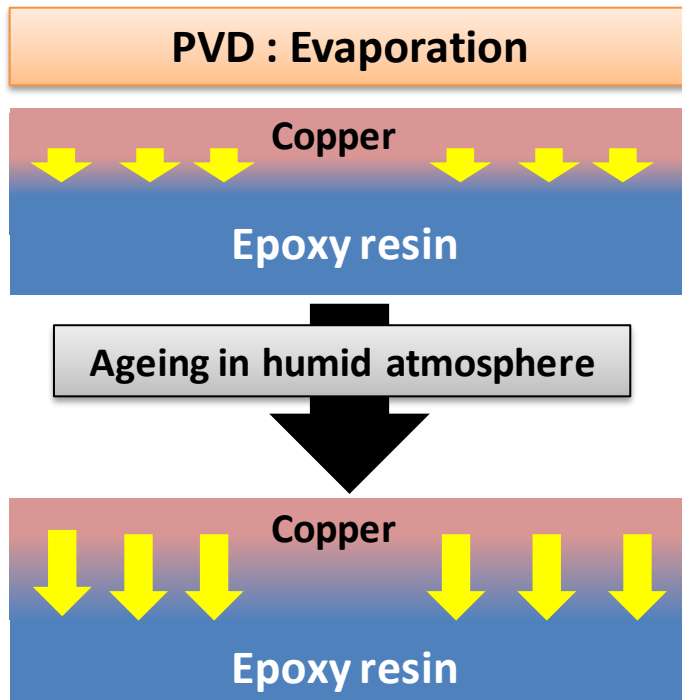 PVD : Evaporation
Copper
Epoxy resin
Ageing in humid atmosphere
Copper
Epoxy resin